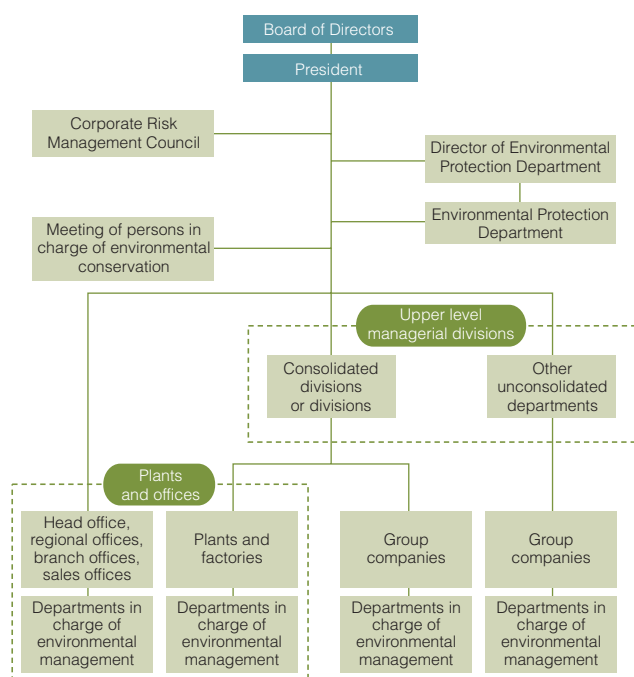 Board of Directors
President
Corporate Risk
Management Council
Director of Environmental
Protection Department
Meeting of persons in
charge of environmental
conservation
Environmental Protection
Department
Upper level
managerial divisions
Consolidated
divisions
or divisions
Other
unconsolidated
departments
Plants
and offices
Head office,
regional offices,
branch offices,
sales offices
Plants and
factories
Group
companies
Group
companies
Departments in
charge of
environmental
management
Departments in
charge of
environmental
management
Departments in
charge of
environmental
management
Departments in
charge of
environmental
management